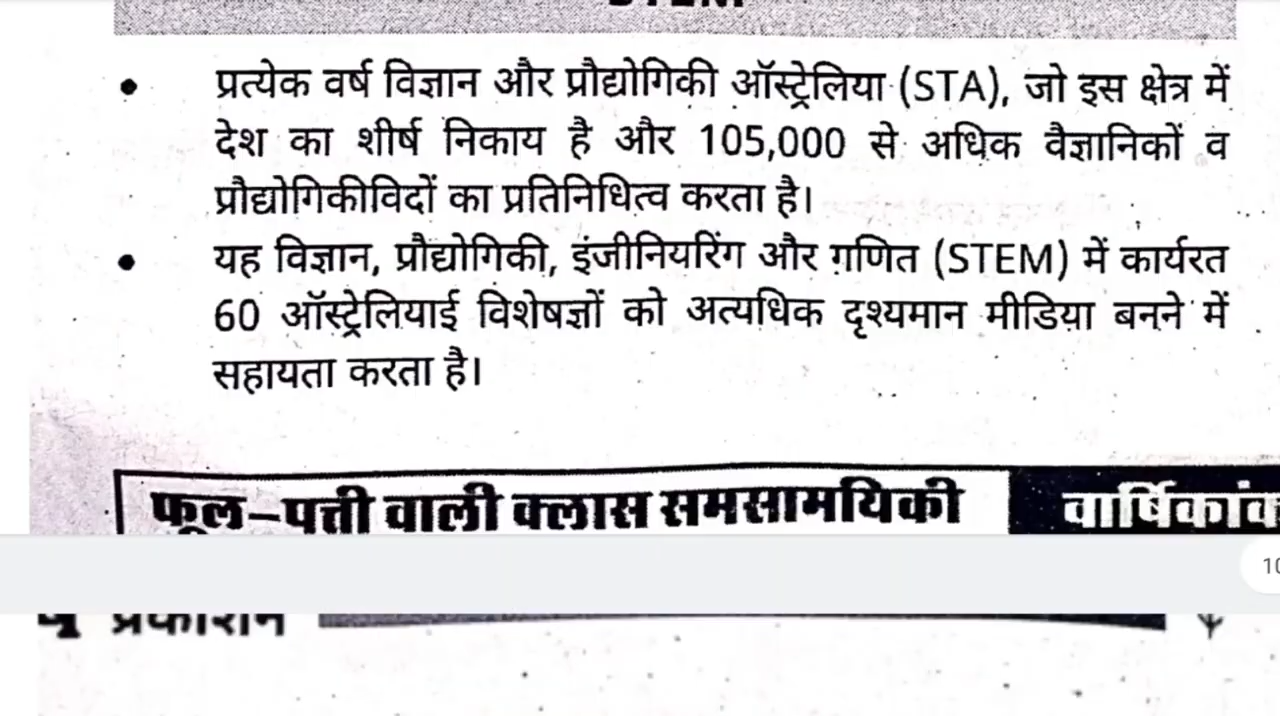 • प्रत्येक वर्ष विज्ञान और प्रौद्योगिकी ऑस्ट्रेलिया (STA), जो इस क्षेत्र में
देश का शीर्ष निकाय है और 105,000 से अधिक वैज्ञानिकों व
प्रौद्योगिकीविदों का प्रतिनिधित्व करता है।
• यह विज्ञान, प्रौद्योगिकी, इंजीनियरिंग और गणित (STEM) में कार्यरत
60 ऑस्ट्रेलियाई विशेषज्ञों को अत्यधिक दृश्यमान मीडिया बनने में
सहायता करता है।
फूल-पत्ती वाली क्लास समसामयिकी